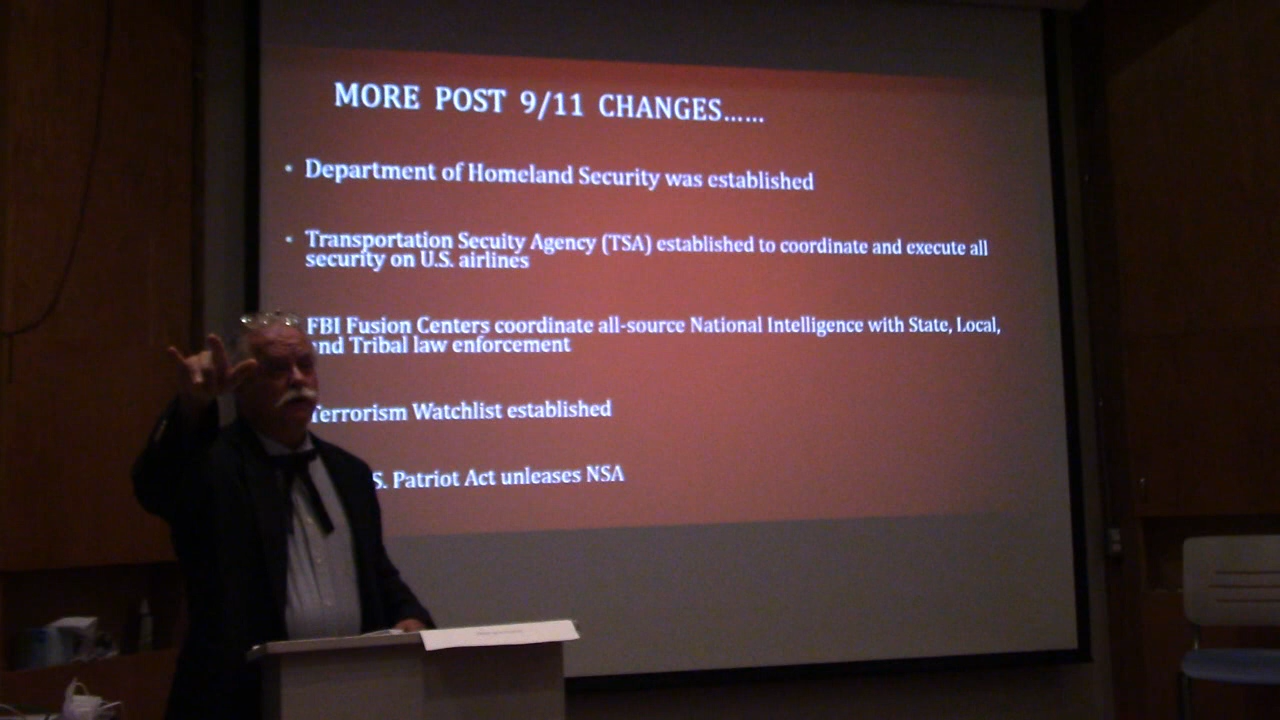 MORE POST 9/11 CHANGES......
• Department of Homeland Security was established
• Transportation Secuity Agency (TSA) established to coordinate and execute all
security on U.S. airlines
FBI Fusion Centers coordinate all-source National Intelligence with State, Local,
and Tribal law enforcement
Terrorism Watchlist established
S. Patriot Act unleases NSA